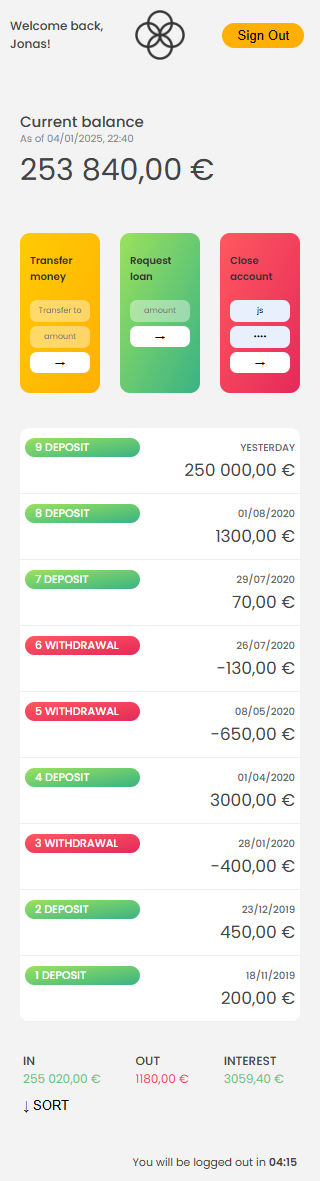 Welcome back,
Jonas!
Sign Out
Current balance
As of 04/01/2025, 22:40
253 840,00 €
Transfer
money
Transfer to
amount
→
Request
loan
amount
→
Close
account
js
••••
→
9 DEPOSIT
YESTERDAY
250 000,00 €
8 DEPOSIT
01/08/2020
1300,00 €
7 DEPOSIT
29/07/2020
70,00 €
6 WITHDRAWAL
26/07/2020
-130,00 €
5 WITHDRAWAL
08/05/2020
-650,00 €
4 DEPOSIT
01/04/2020
3000,00 €
3 WITHDRAWAL
28/01/2020
-400,00 €
2 DEPOSIT
23/12/2019
450,00 €
1 DEPOSIT
18/11/2019
200,00 €
IN
255 020,00 €
OUT
1180,00 €
INTEREST
3059,40 €
↓ SORT
You will be logged out in 04:15